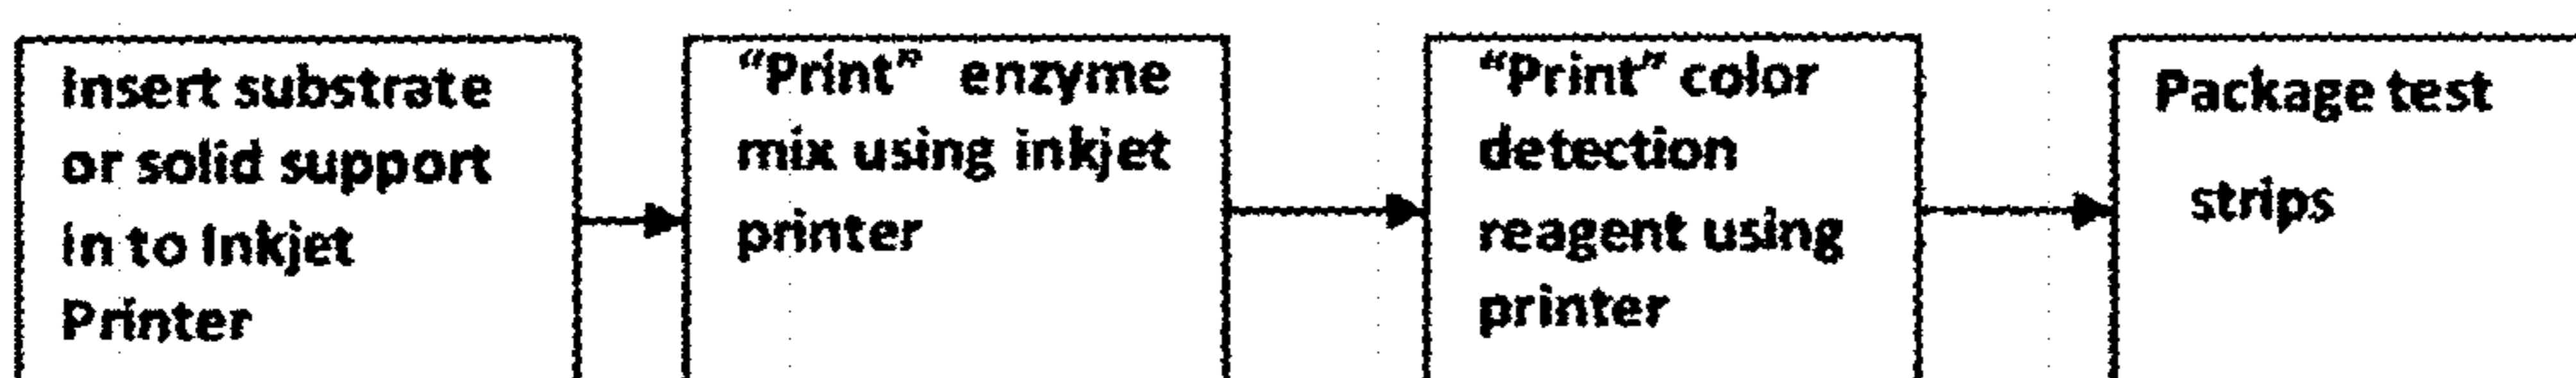 Insert substrate
or solid support
in to Inkjet
Printer
“Print” enzyme
mix using inkjet
printer
“Print” color
detection
reagent using
printer
Package test
strips